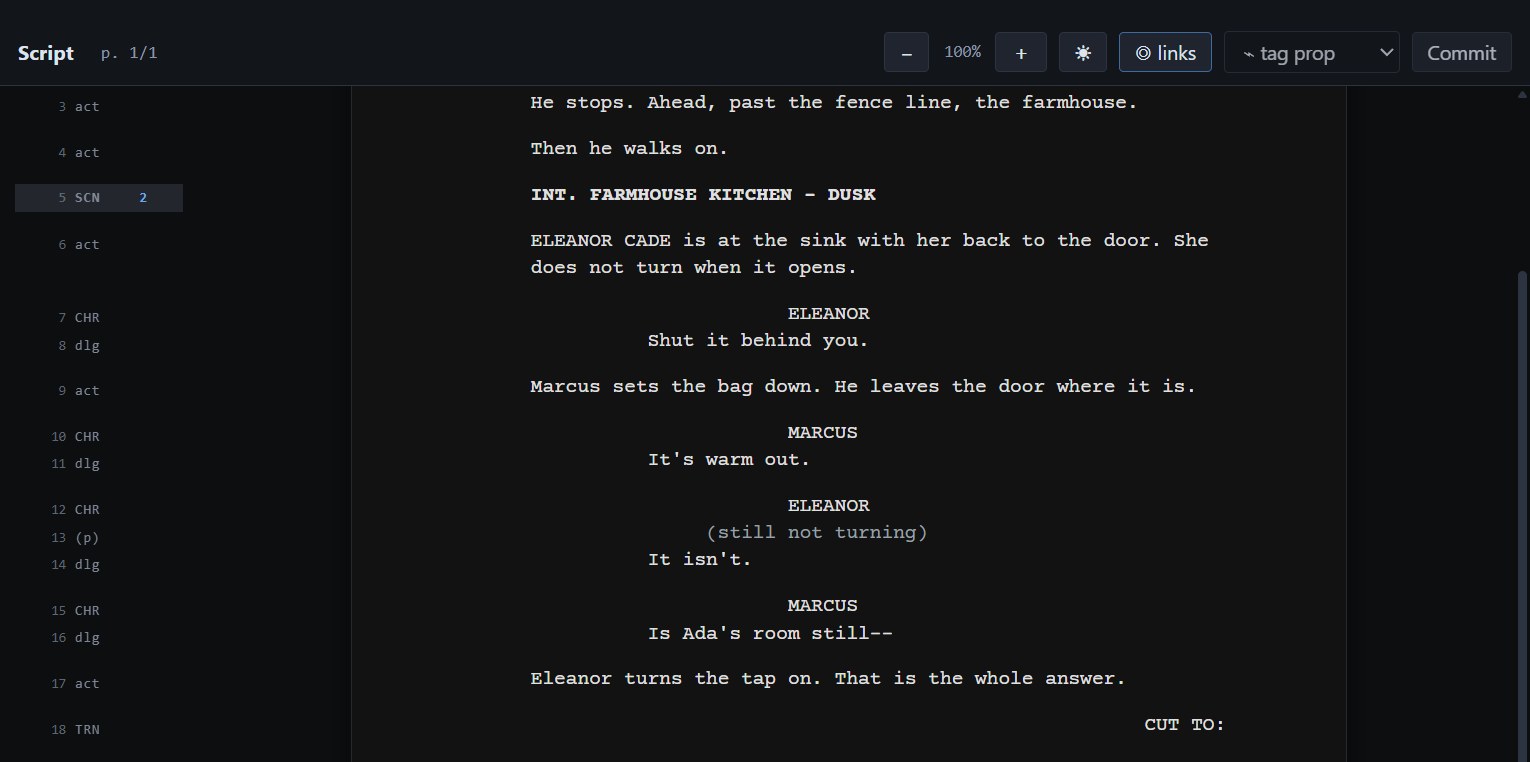 Script p. 1/1 – 100% + ☀ ◎ links ⌁ tag prop Commit
3 act He stops. Ahead, past the fence line, the farmhouse.
4 act Then he walks on.
5 SCN 2 INT. FARMHOUSE KITCHEN - DUSK
6 act ELEANOR CADE is at the sink with her back to the door. She
does not turn when it opens.
7 CHR ELEANOR
8 dlg Shut it behind you.
9 act Marcus sets the bag down. He leaves the door where it is.
10 CHR MARCUS
11 dlg It's warm out.
12 CHR ELEANOR
13 (p) (still not turning)
14 dlg It isn't.
15 CHR MARCUS
16 dlg Is Ada's room still--
17 act Eleanor turns the tap on. That is the whole answer.
18 TRN CUT TO: